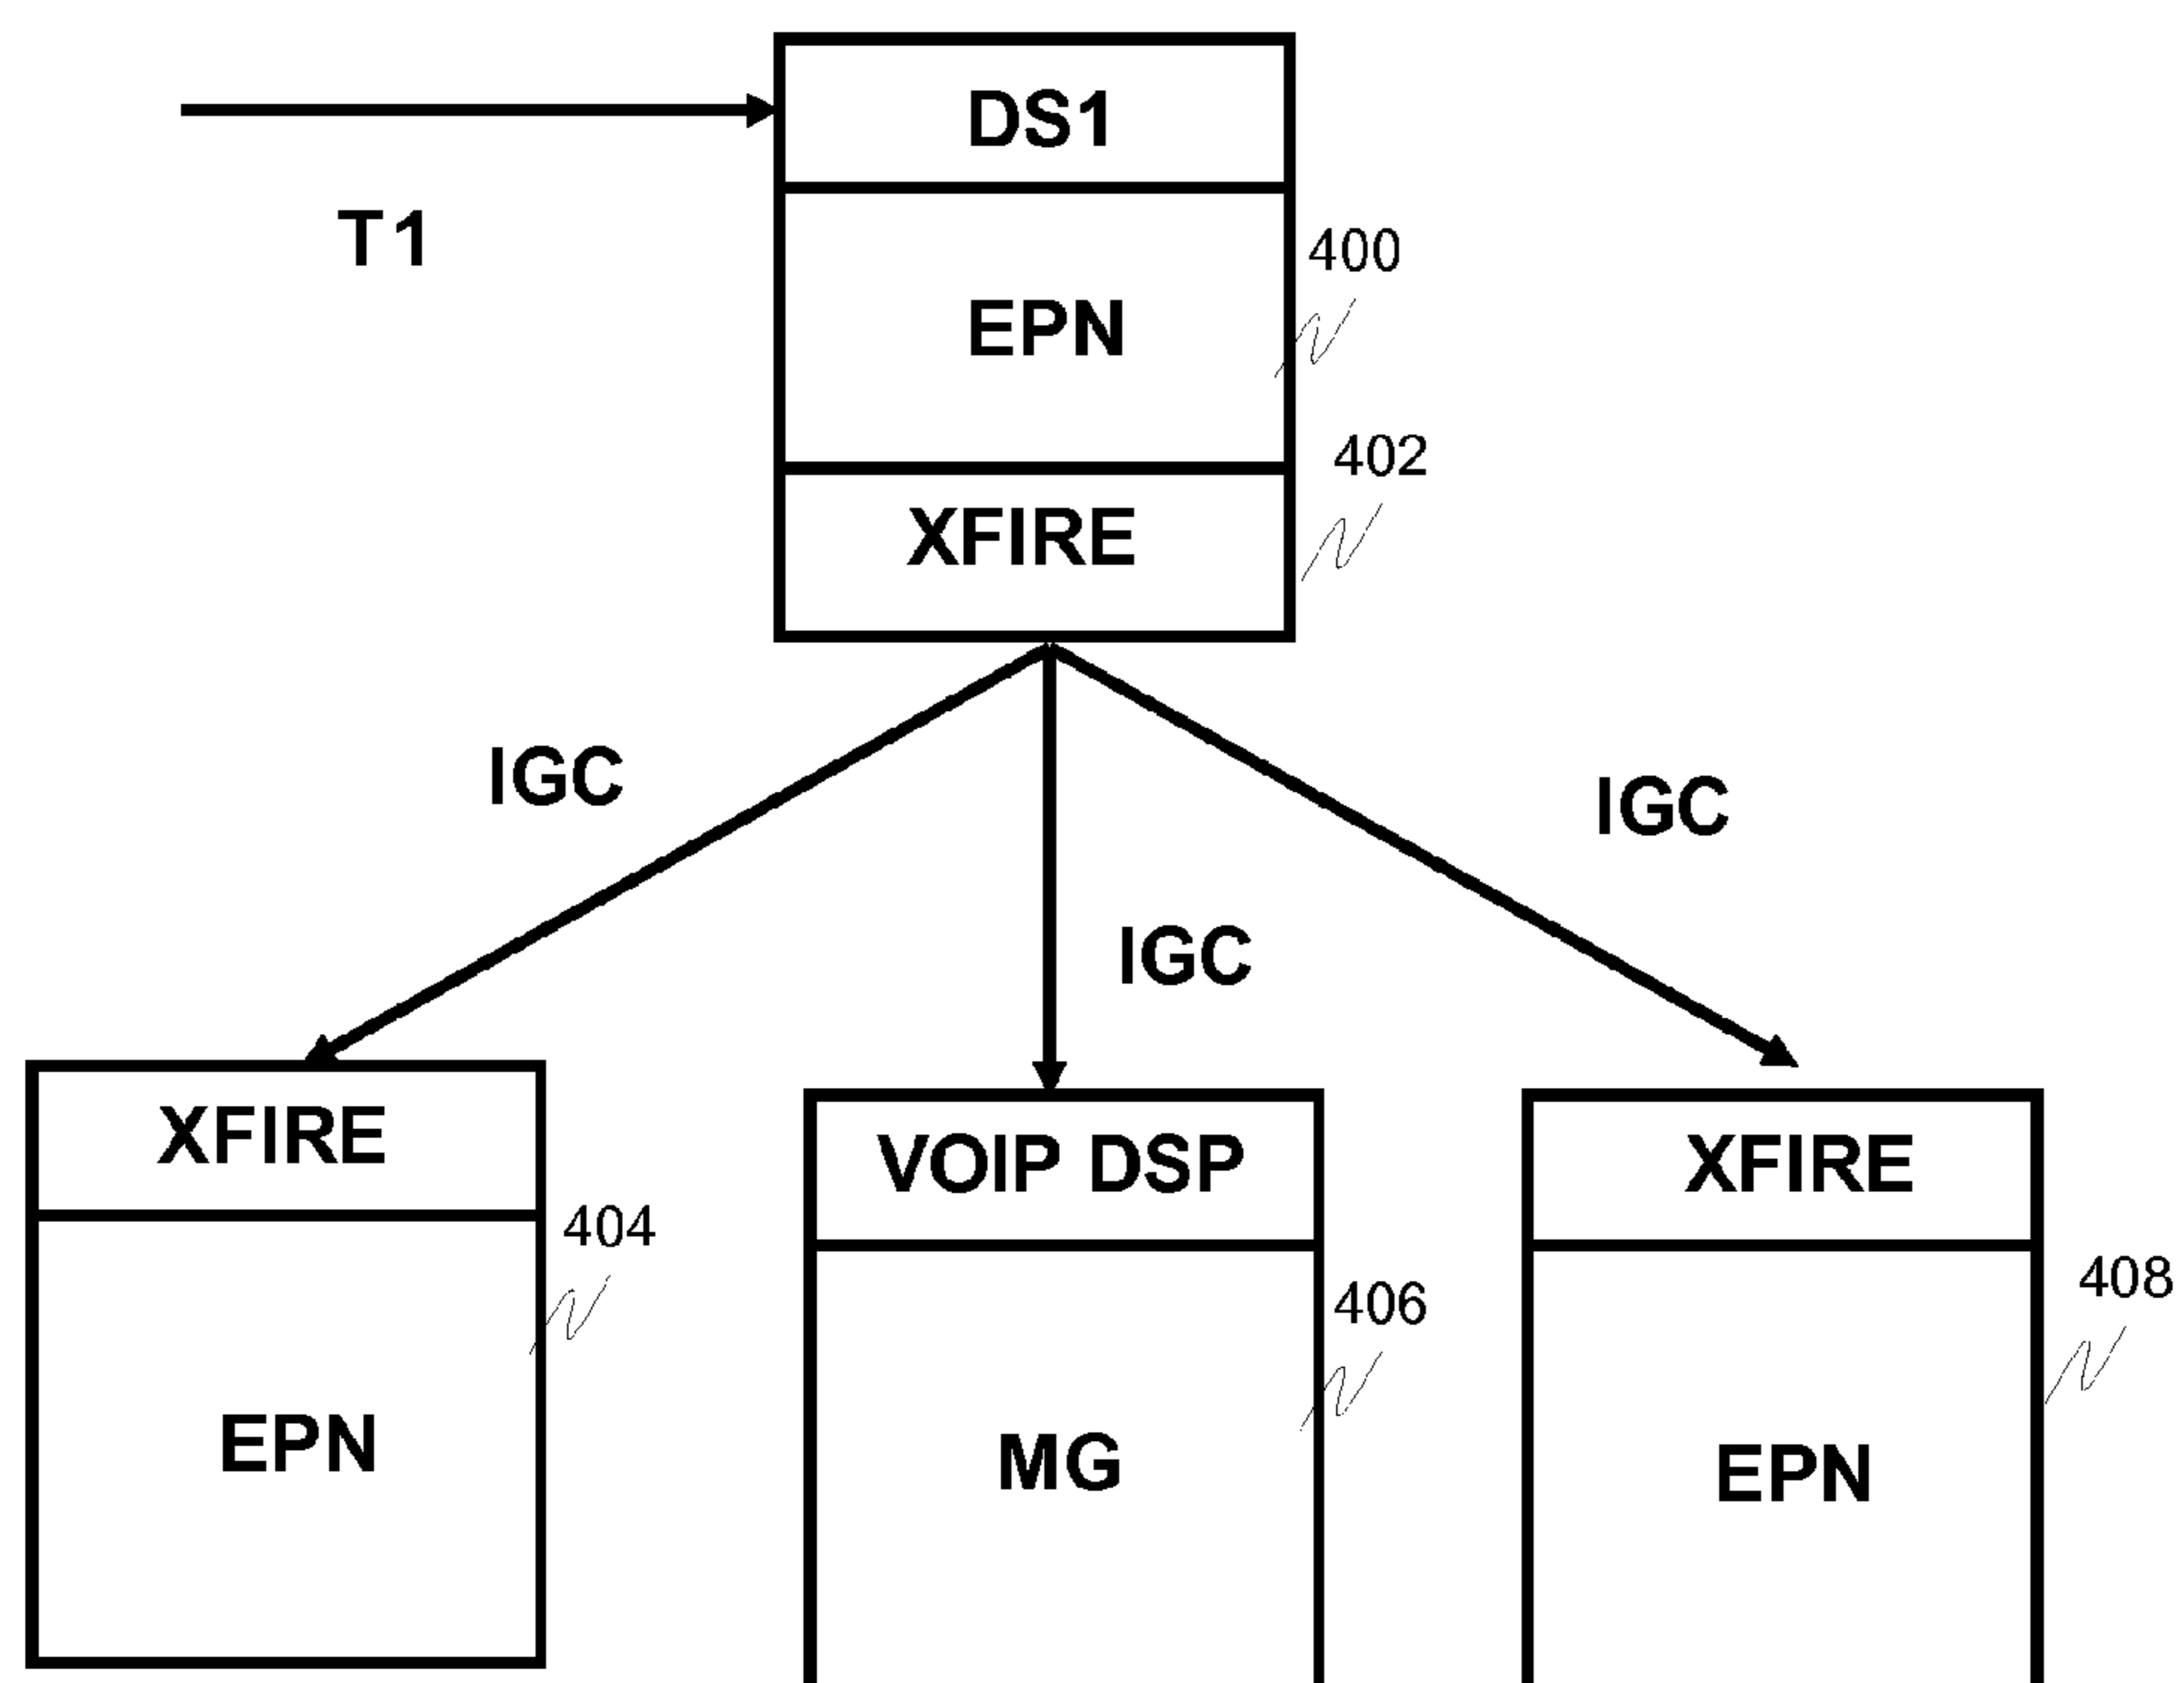 DS1
T1
400
EPN
402
XFIRE
IGC
IGC
IGC
XFIRE
VOIP DSP
XFIRE
404
406
408
EPN
MG
EPN